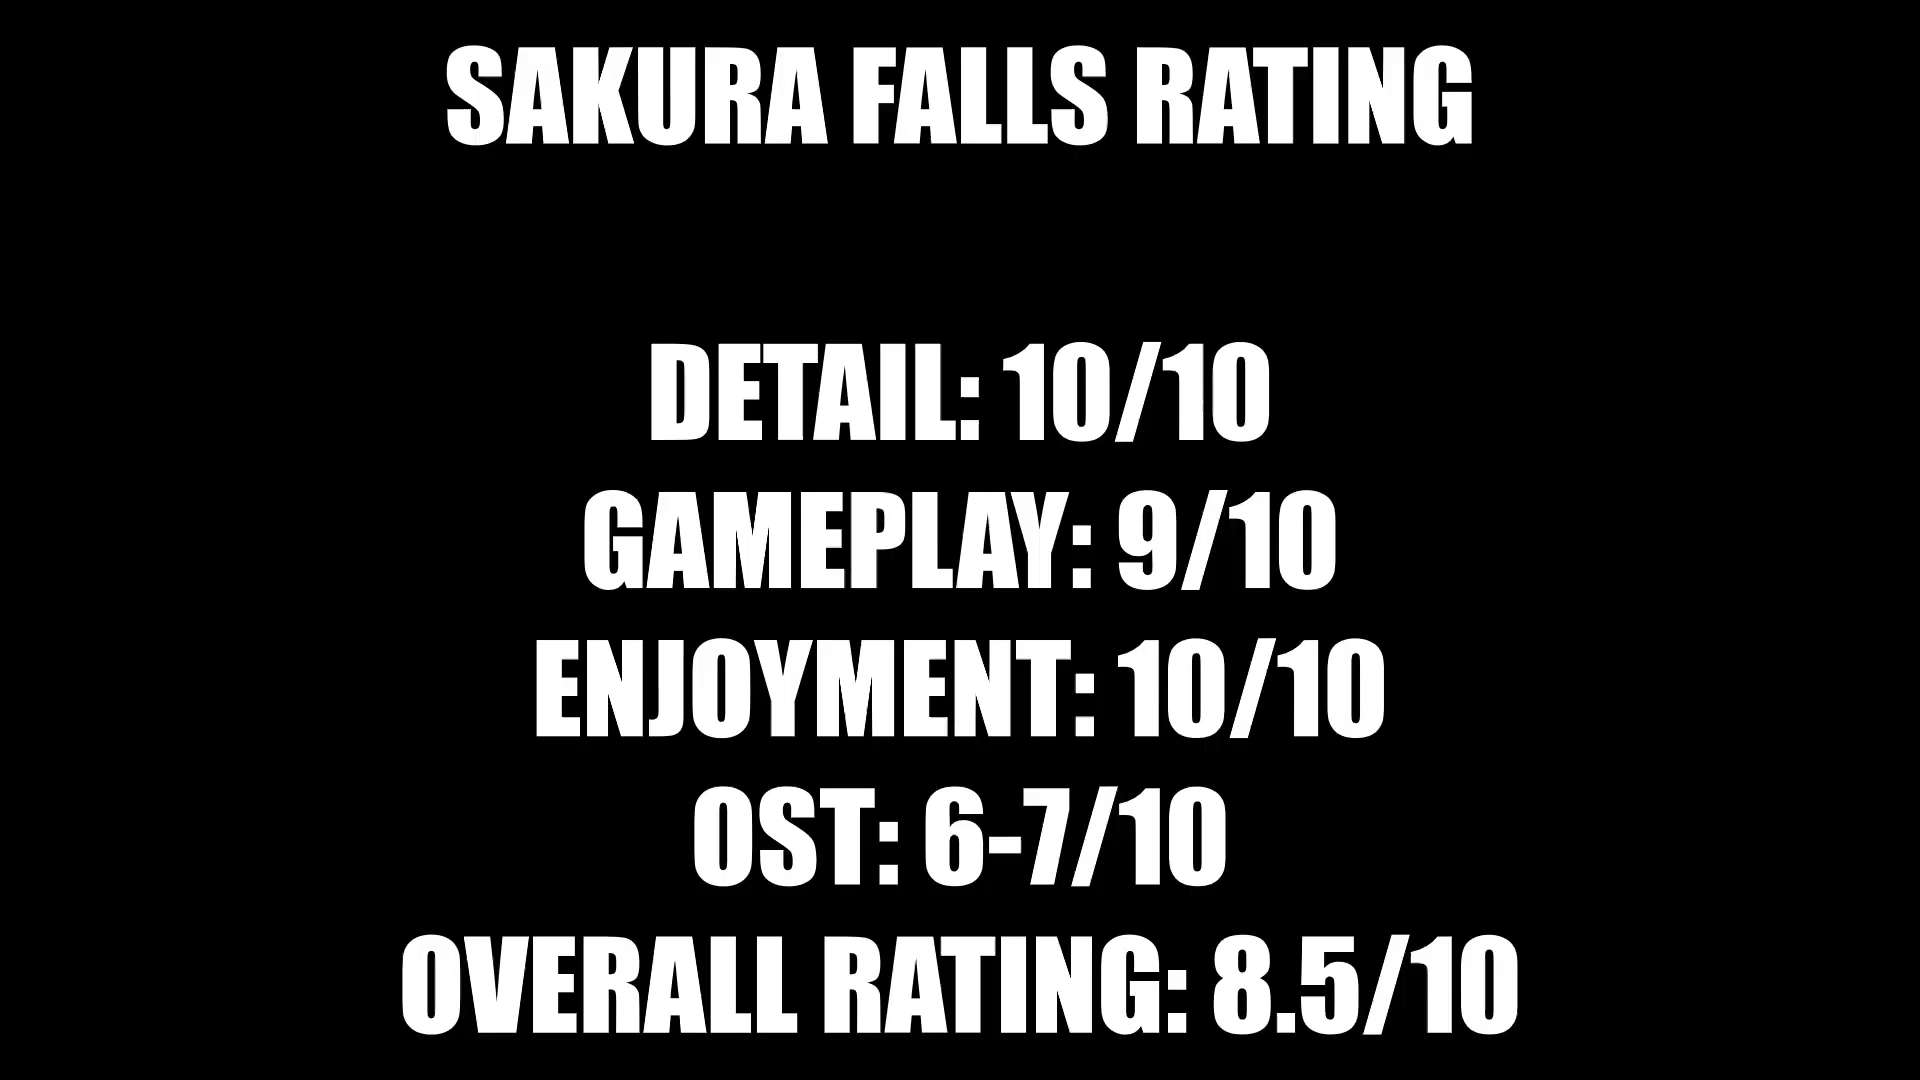 SAKURA FALLS RATING
DETAIL: 10/10
GAMEPLAY: 9/10
ENJOYMENT: 10/10
OST: 6-7/10
OVERALL RATING: 8.5/10